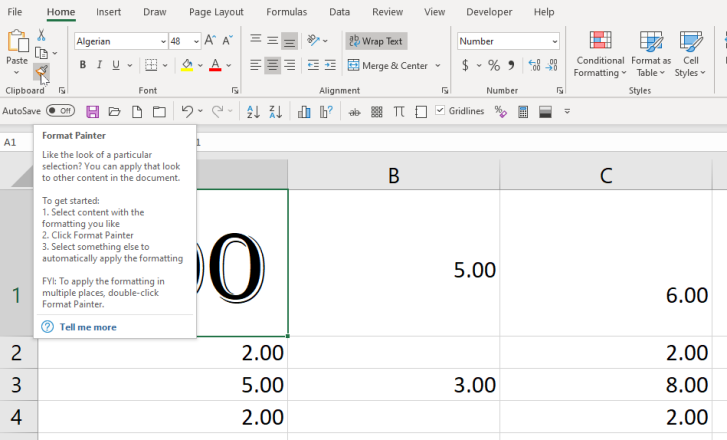 File Home Insert Draw Page Layout Formulas Data Review View Developer Help
Algerian 48 A^ A˅ ab Wrap Text Number
Paste B I U A Merge & Center $ % 9 Conditional Formatting Format as Table Cell Styles
Clipboard Font Alignment Number Styles
AutoSave Off Gridlines
A1 1
Format Painter
Like the look of a particular
selection? You can apply that look
to other content in the document.
To get started:
1. Select content with the
formatting you like
2. Click Format Painter
3. Select something else to
automatically apply the formatting
FYI: To apply the formatting in
multiple places, double-click
Format Painter.
Tell me more
B C
1 0 5.00 6.00
2 2.00 2.00
3 5.00 3.00 8.00
4 2.00 2.00